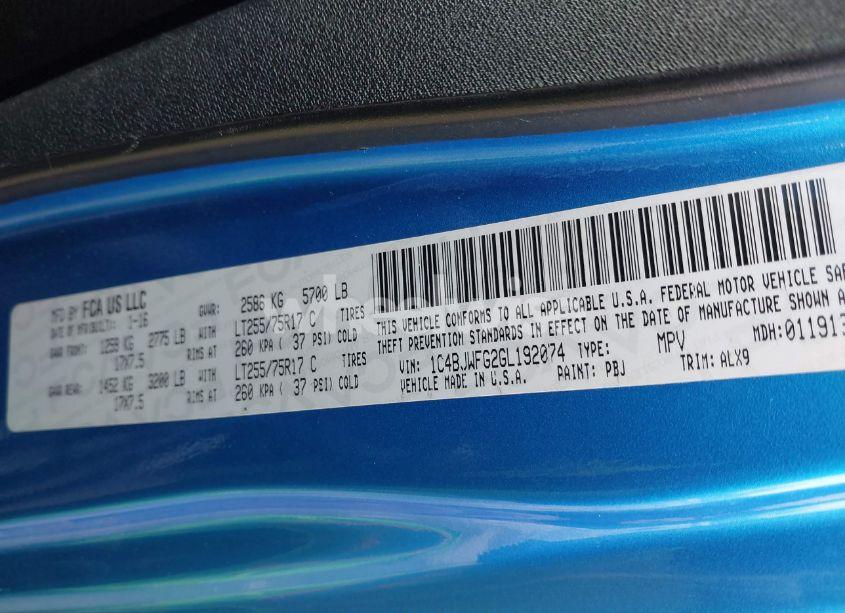 MFG BY FCA US LLC
DATE OF MFR(BUILT): 1-16 GVWR: 2586 KG 5700 LB
GAWR FRONT: 1258 KG 2775 LB WITH LT255/75R17 C TIRES
17X7.5 RIMS AT 260 KPA ( 37 PSI) COLD
GAWR REAR: 1452 KG 3200 LB WITH LT255/75R17 C TIRES
17X7.5 RIMS AT 260 KPA ( 37 PSI) COLD
THIS VEHICLE CONFORMS TO ALL APPLICABLE U.S.A. FEDERAL MOTOR VEHICLE SAF
THEFT PREVENTION STANDARDS IN EFFECT ON THE DATE OF MANUFACTURE SHOWN A
VIN: 1C4BJWFG2GL192074 TYPE: MPV MDH:011913
VEHICLE MADE IN U.S.A. PAINT: PBJ TRIM: ALX9